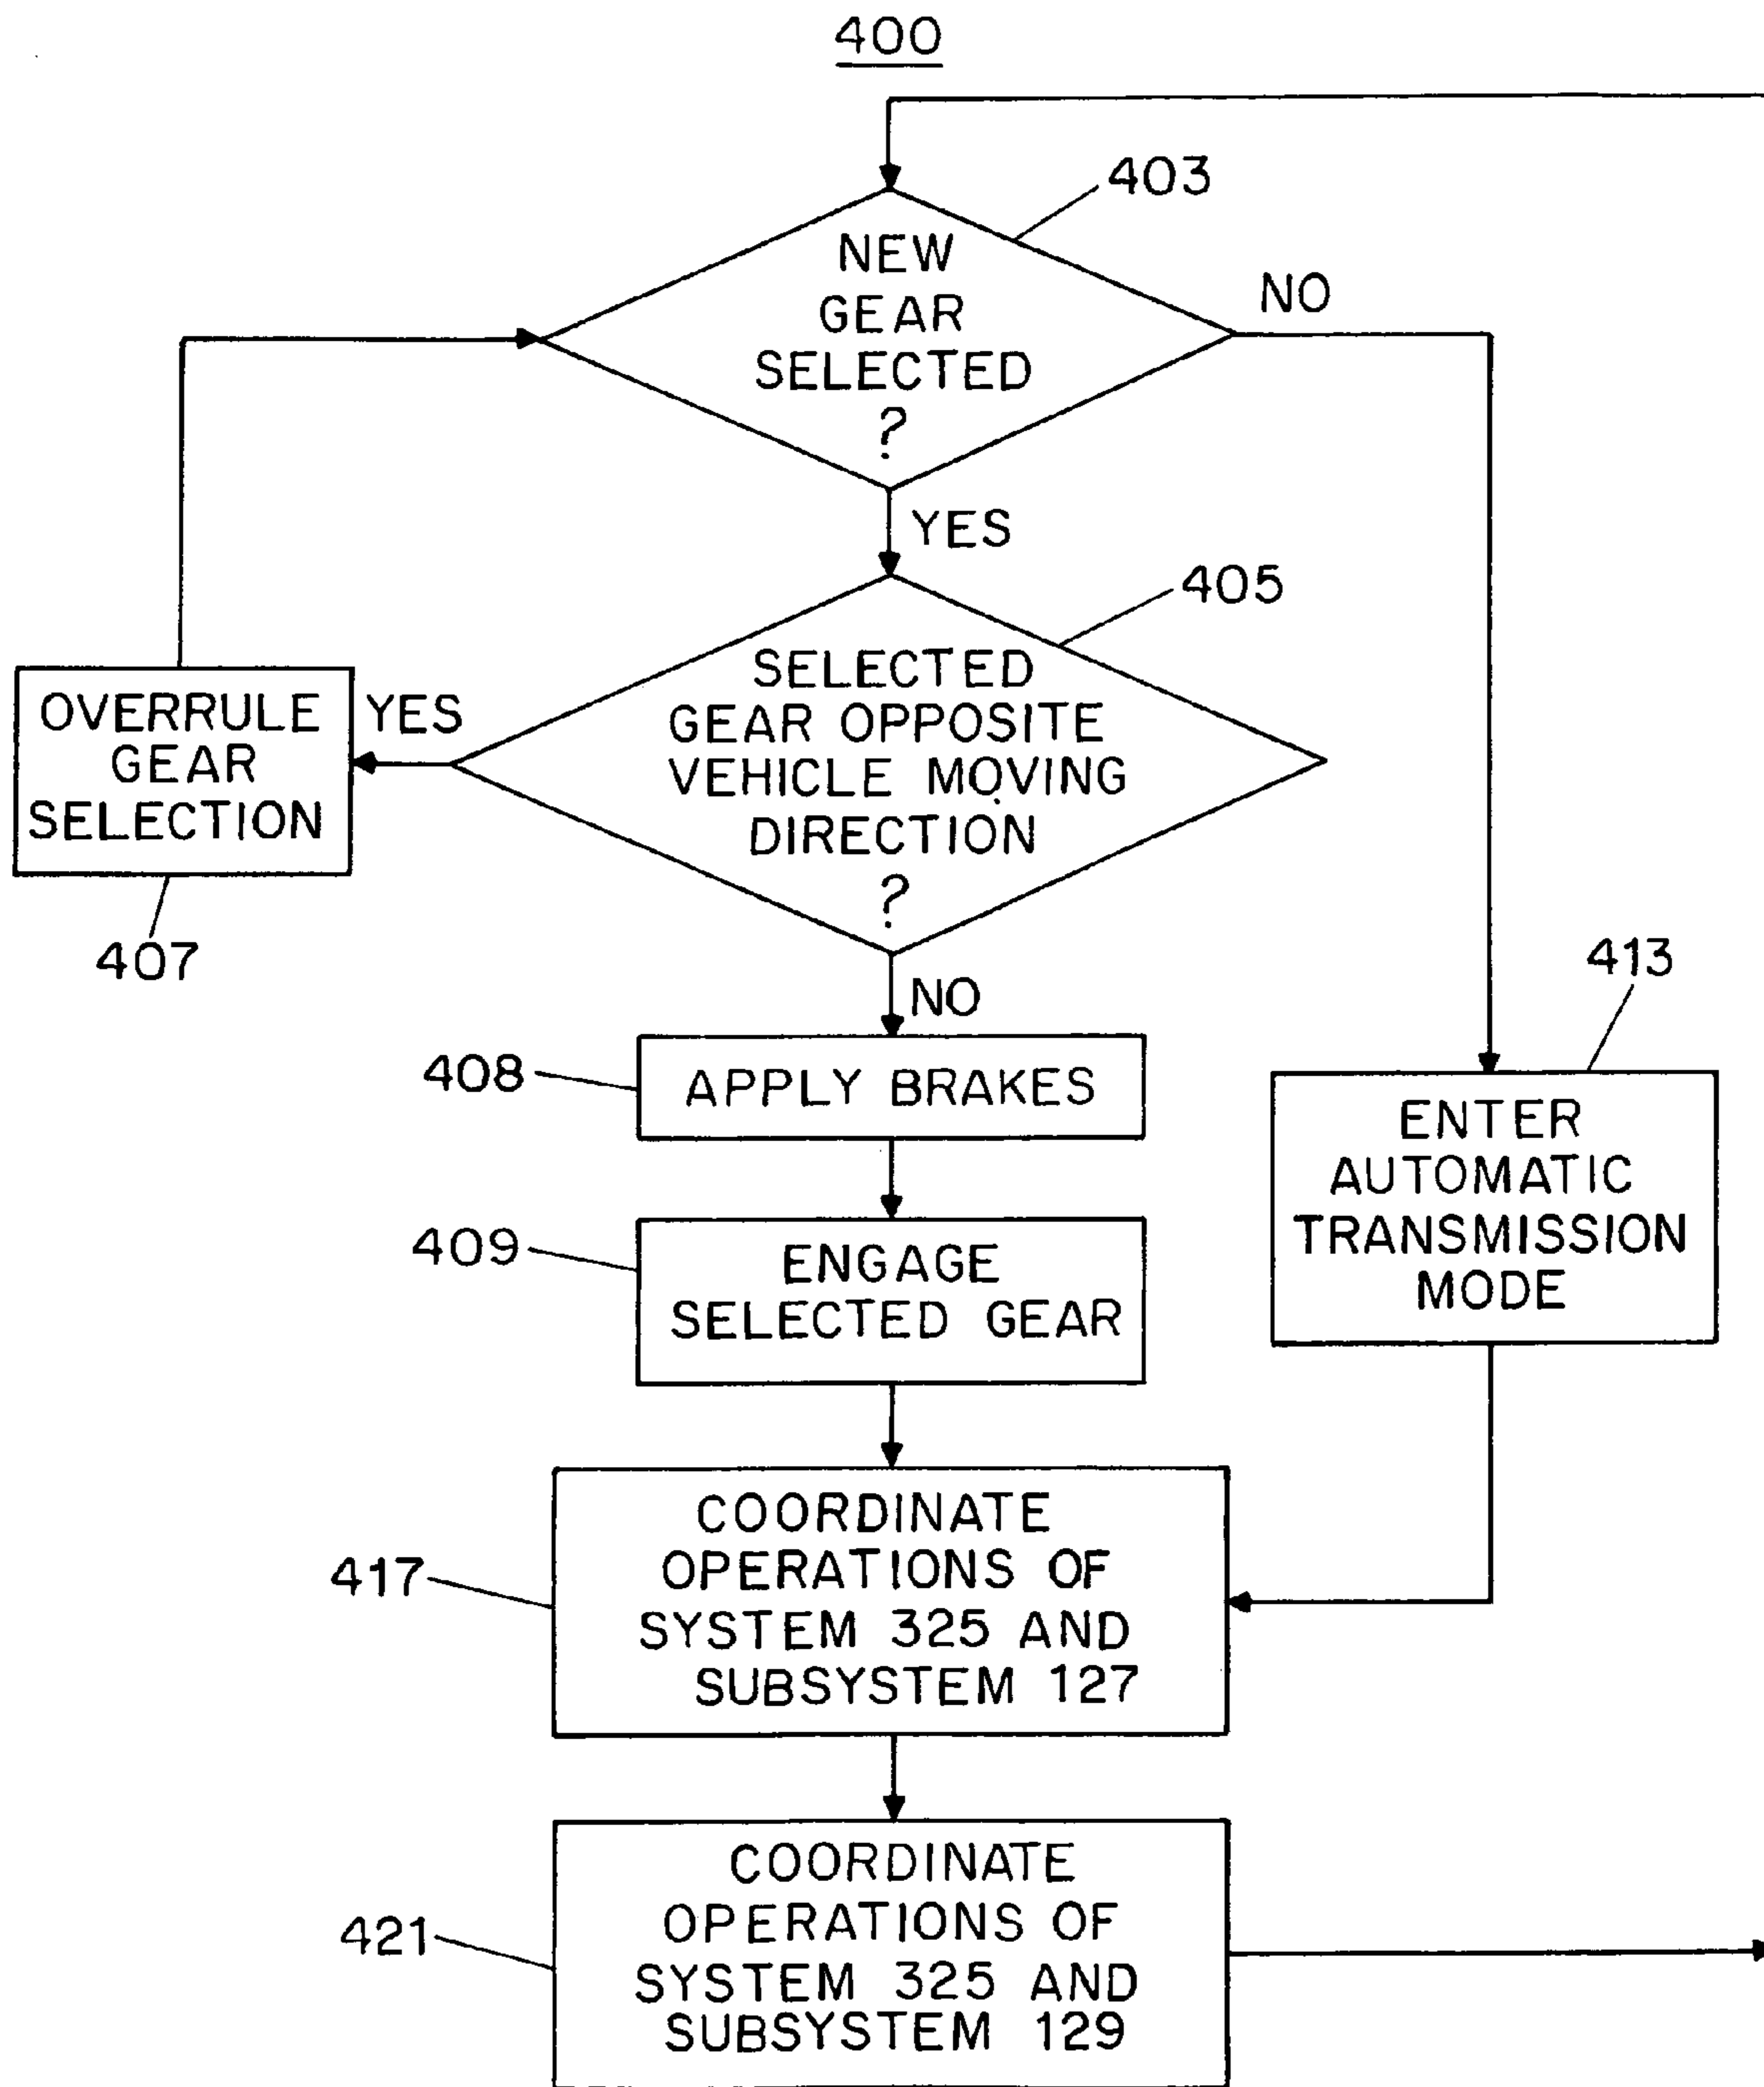 400
403
NEW
GEAR
SELECTED
?
NO
YES
405
SELECTED
GEAR OPPOSITE
VEHICLE MOVING
DIRECTION
?
YES
OVERRULE
GEAR
SELECTION
407
NO
408
APPLY BRAKES
413
ENTER
AUTOMATIC
TRANSMISSION
MODE
409
ENGAGE
SELECTED GEAR
417
COORDINATE
OPERATIONS OF
SYSTEM 325 AND
SUBSYSTEM 127
421
COORDINATE
OPERATIONS OF
SYSTEM 325 AND
SUBSYSTEM 129